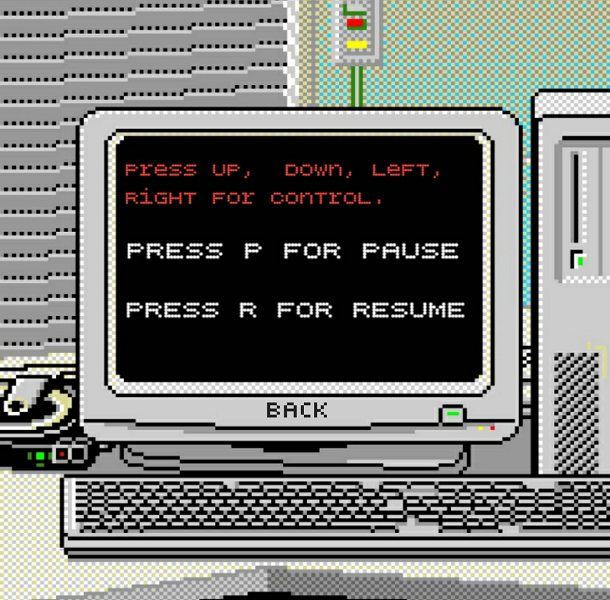 Press UP, Down, Left,
Right for control.
PRESS P FOR PAUSE
PRESS R FOR RESUME
BACK